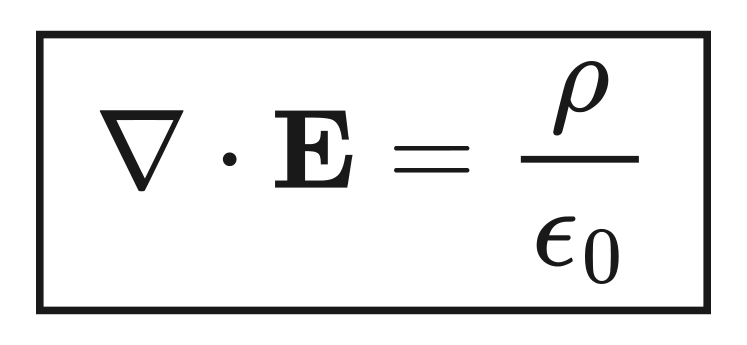 ∇ · E = ρ/ϵ₀